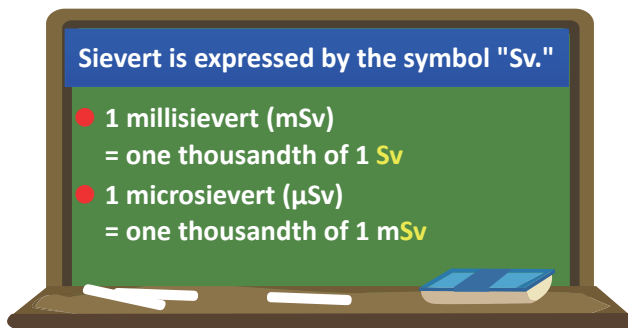 Sievert is expressed by the symbol "Sv."
1 millisievert (mSv)
= one thousandth of 1 Sv
1 microsievert (μSv)
= one thousandth of 1 mSv